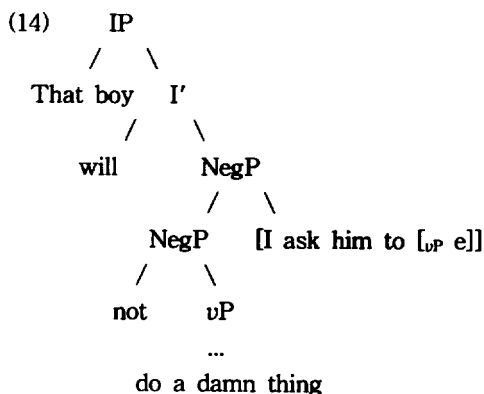 (14) IP
That boy I′
will NegP
NegP [I ask him to [vP e]]
not vP
...
do a damn thing